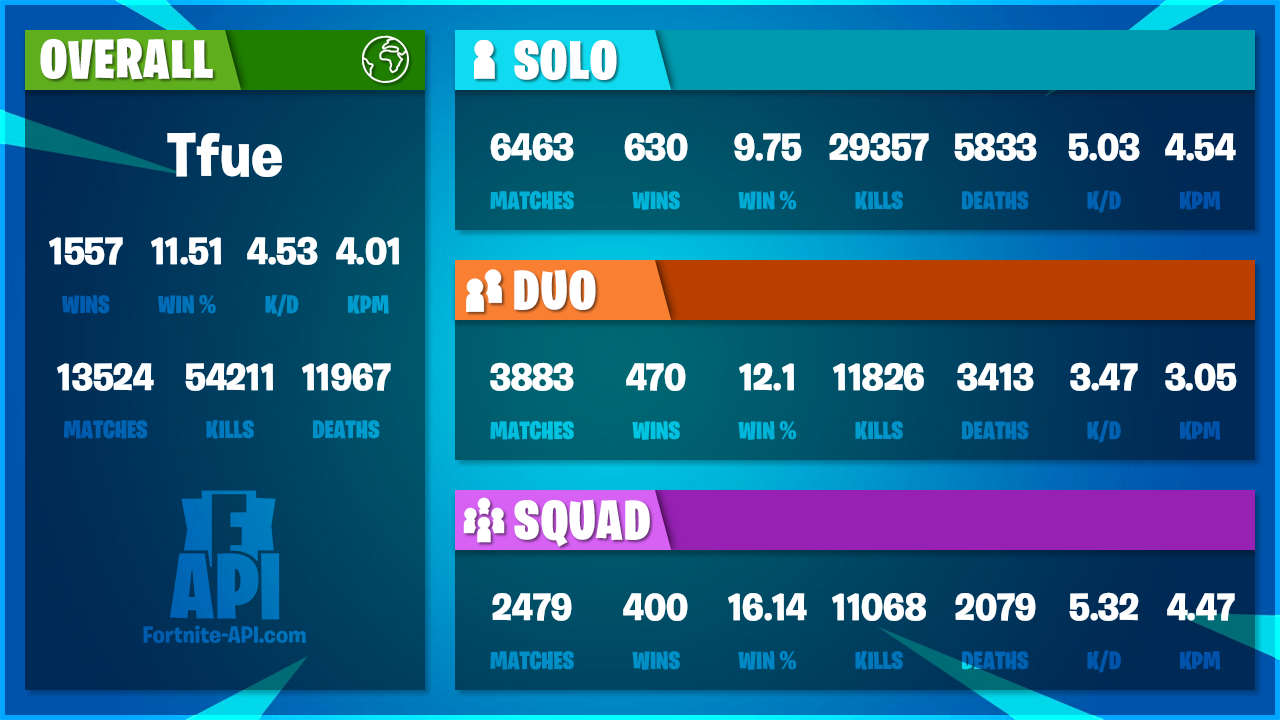 OVERALL
Tfue
1557 11.51 4.53 4.01
WINS WIN % K/D KPM
13524 54211 11967
MATCHES KILLS DEATHS
F
API
Fortnite-API.com
SOLO
6463 630 9.75 29357 5833 5.03 4.54
MATCHES WINS WIN % KILLS DEATHS K/D KPM
DUO
3883 470 12.1 11826 3413 3.47 3.05
MATCHES WINS WIN % KILLS DEATHS K/D KPM
SQUAD
2479 400 16.14 11068 2079 5.32 4.47
MATCHES WINS WIN % KILLS DEATHS K/D KPM